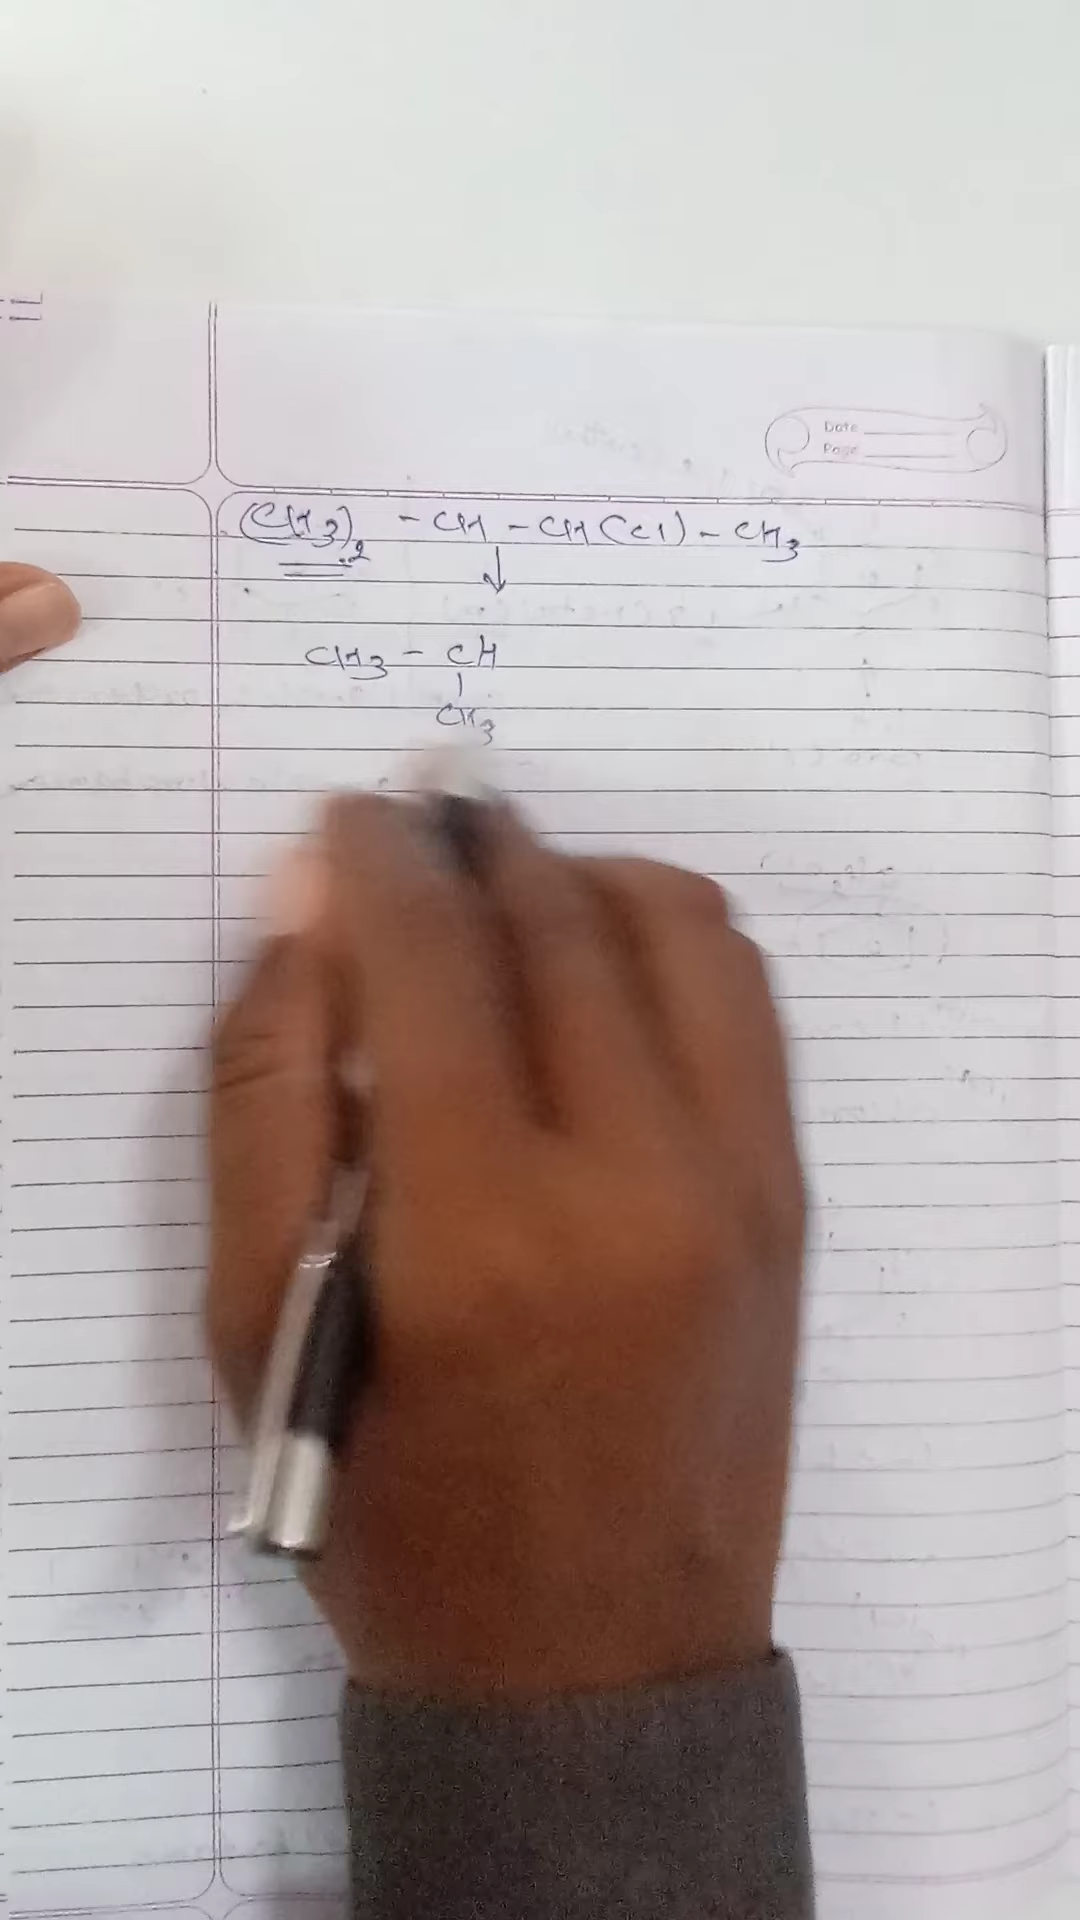 Date
Page
(CH3)2 - CH - CH(Cl) - CH3
↓
CH3 - CH
|
CH3